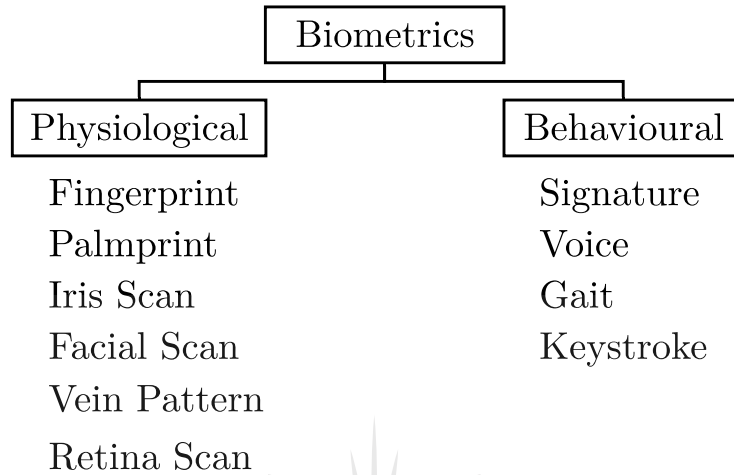 Biometrics
Physiological
Behavioural
Fingerprint
Palmprint
Iris Scan
Facial Scan
Vein Pattern
Retina Scan
Signature
Voice
Gait
Keystroke